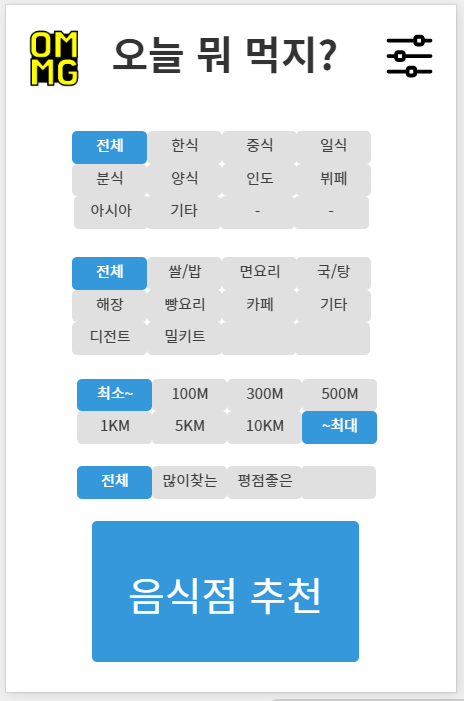 OM
MG
오늘 뭐 먹지?
전체 한식 중식 일식
분식 양식 인도 뷔페
아시아 기타 - -
전체 쌀/밥 면요리 국/탕
해장 빵요리 카페 기타
디전트 밀키트
최소~ 100M 300M 500M
1KM 5KM 10KM ~최대
전체 많이찾는 평점좋은
음식점 추천